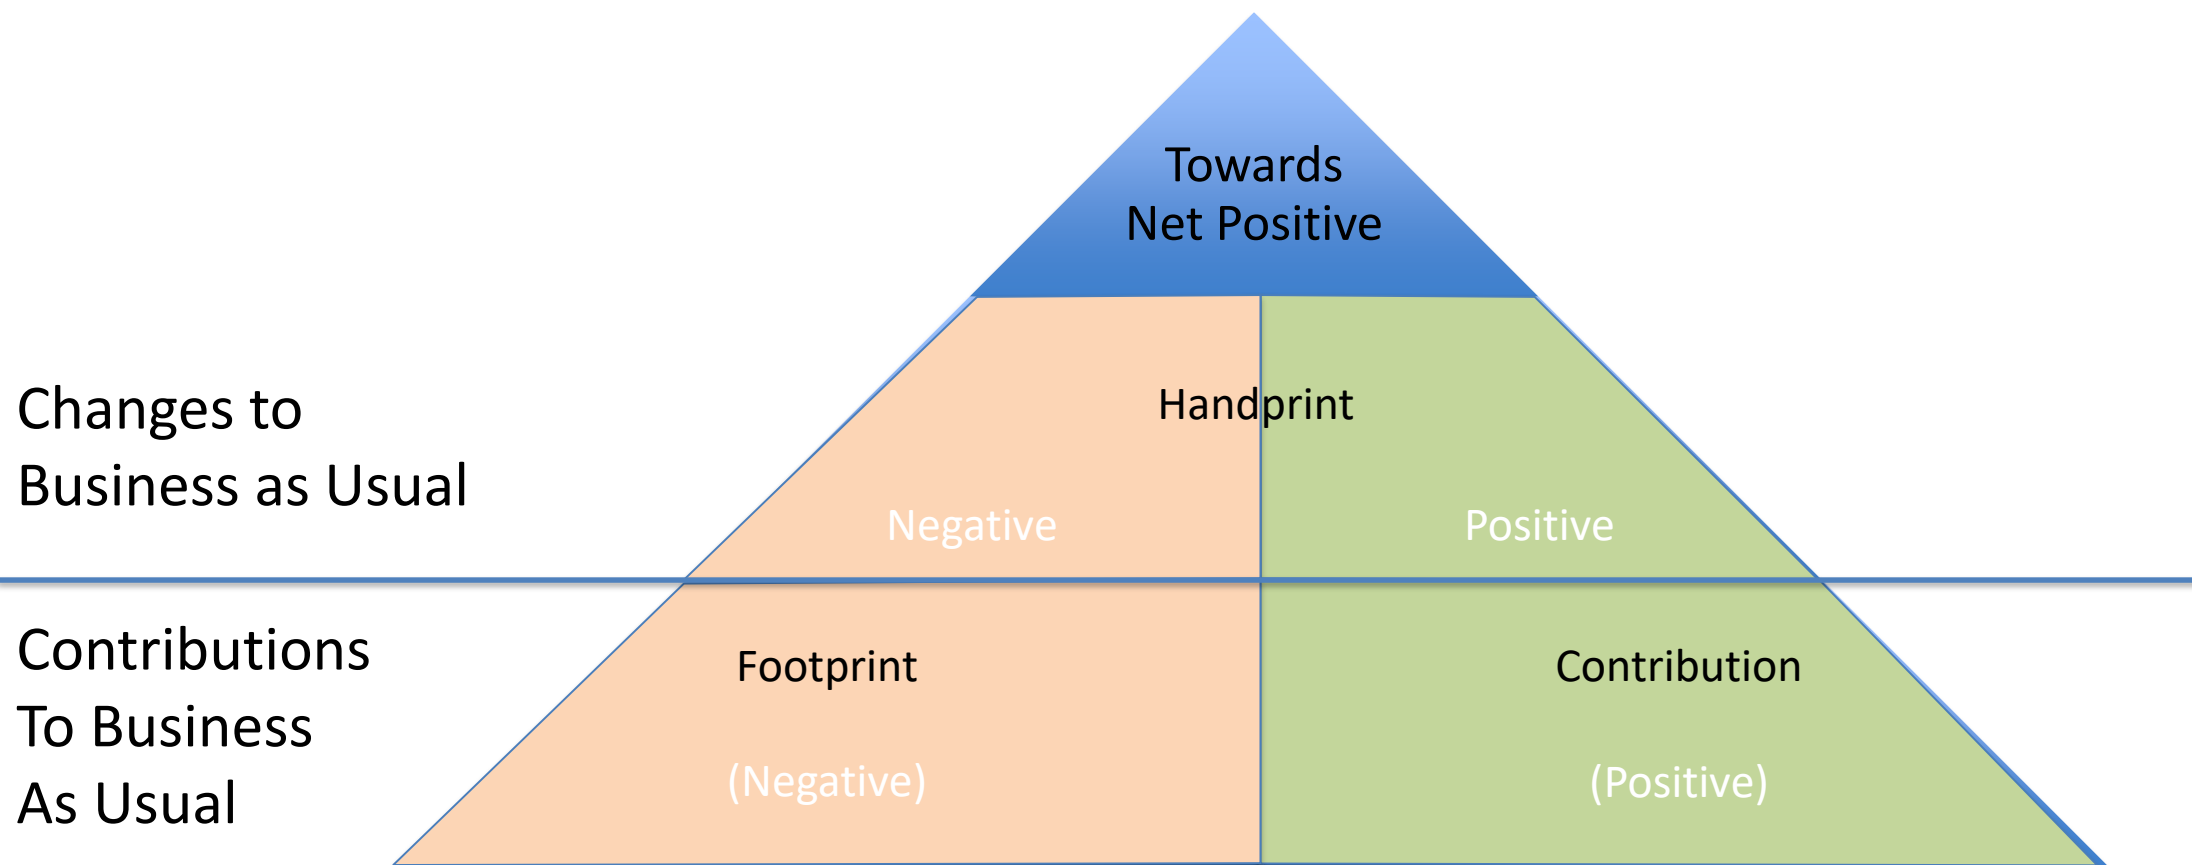 Towards
Net Positive
Changes to
Business as Usual
Handprint
Negative
Positive
Contributions
To Business
As Usual
Footprint
Contribution
(Negative)
(Positive)